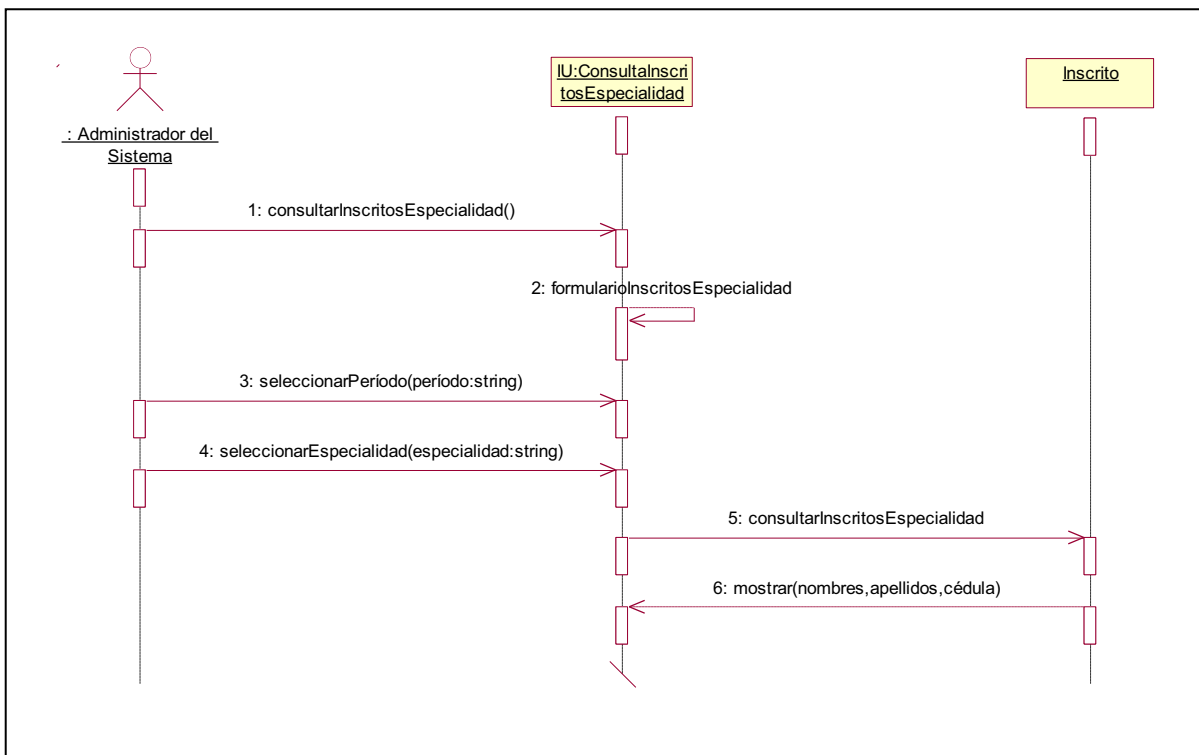 IU:ConsultaInscri
tosEspecialidad
Inscrito
: Administrador del
Sistema
1: consultarInscritosEspecialidad()
2: formularioInscritosEspecialidad
3: seleccionarPeríodo(período:string)
4: seleccionarEspecialidad(especialidad:string)
5: consultarInscritosEspecialidad
6: mostrar(nombres,apellidos,cédula)